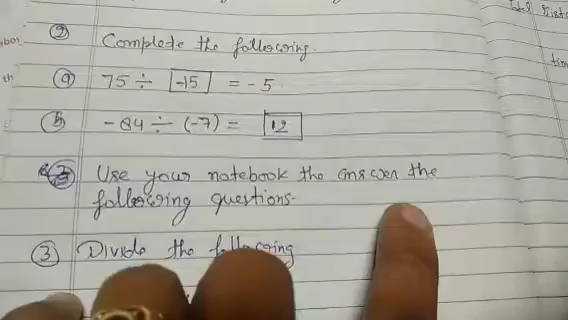 ②
Complete the following.
ⓐ 75 ÷ -15 = -5
ⓑ -84 ÷ (-7) = 12
Use your notebook the answer the
following questions.
③ Divide the following